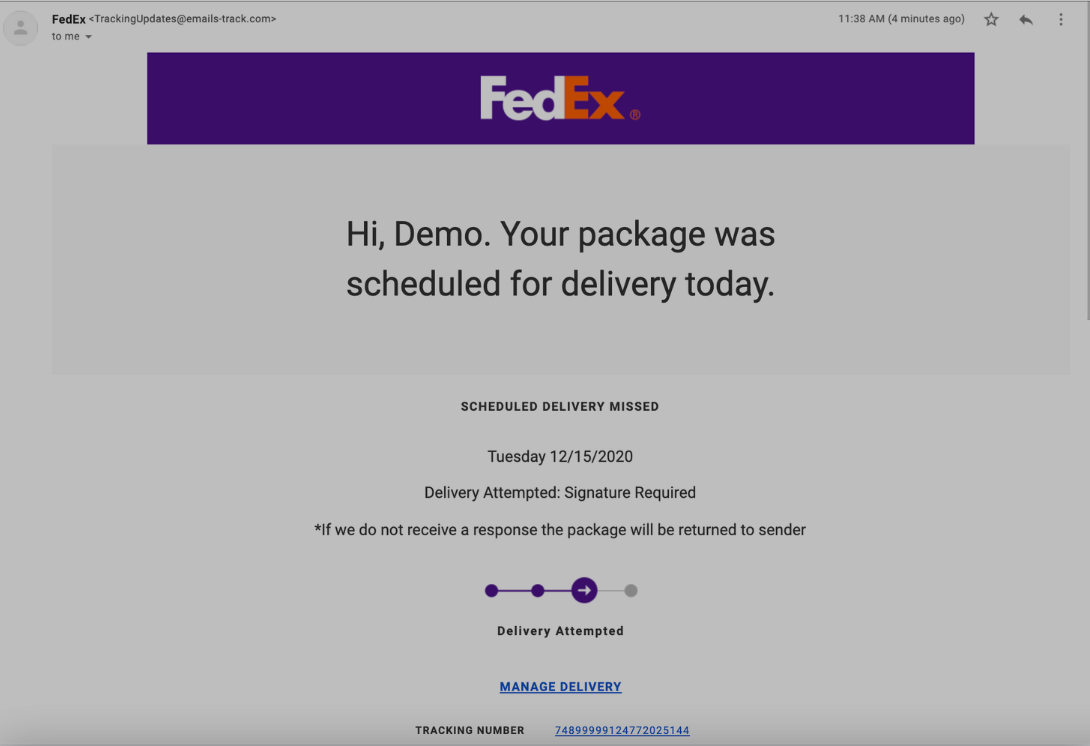 FedEx <TrackingUpdates@emails-track.com>
11:38 AM (4 minutes ago)
to me
FedEx®
Hi, Demo. Your package was
scheduled for delivery today.
SCHEDULED DELIVERY MISSED
Tuesday 12/15/2020
Delivery Attempted: Signature Required
*If we do not receive a response the package will be returned to sender
Delivery Attempted
MANAGE DELIVERY
TRACKING NUMBER 74899999124772025144